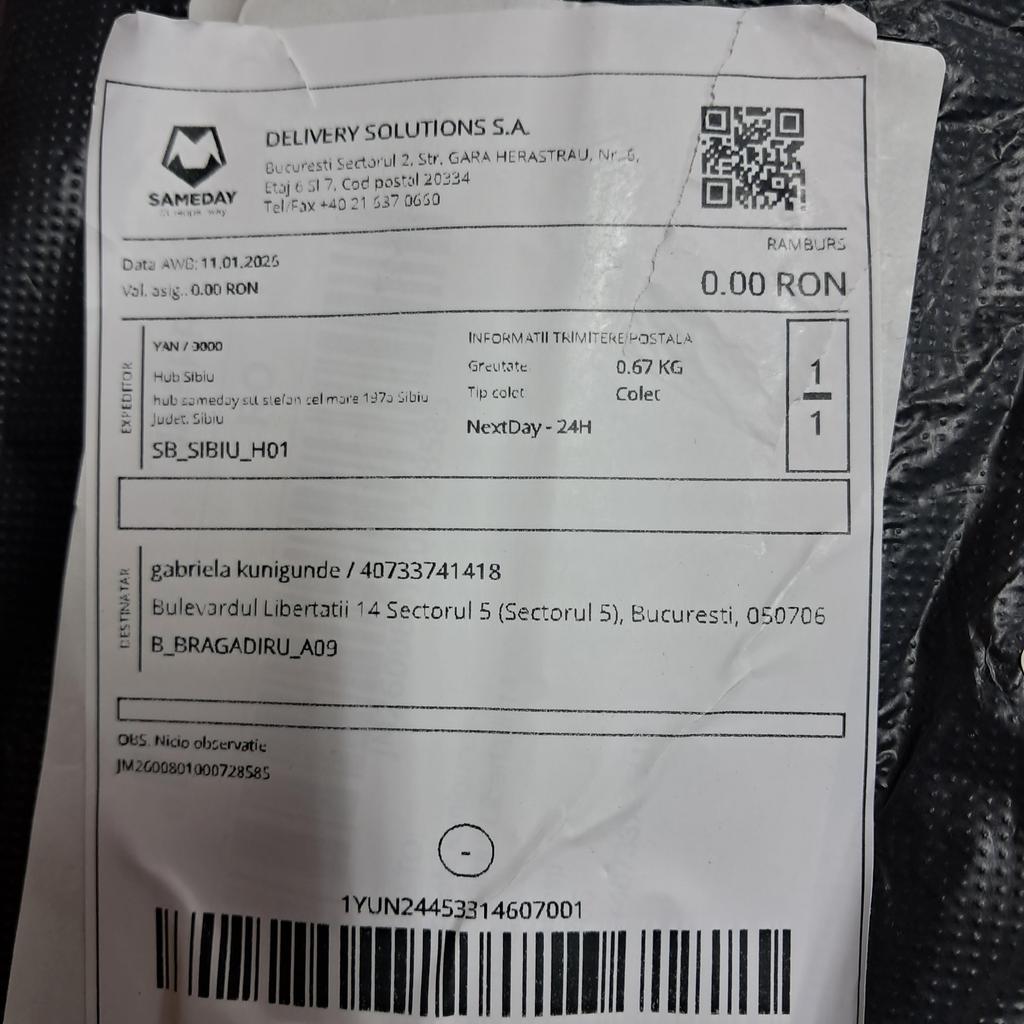 DELIVERY SOLUTIONS S.A.
Bucuresti Sectorul 2, Str. GARA HERASTRAU, Nr. 6,
Etaj 6 SI 7, Cod postal 20334
Tel/Fax +40 21 637 0660
SAMEDAY
RAMBURS
Data AWB: 11.01.2026
Val. asig.: 0.00 RON
0.00 RON
EXPEDITOR
YAN / 3000
Hub Sibiu
hub sameday str stefan cel mare 197a Sibiu
Judet. Sibiu
SB_SIBIU_H01
INFORMATII TRIMITERE POSTALA
Greutate 0.67 KG
Tip colet Colet
NextDay - 24H
1
1
DESTINATAR
gabriela kunigunde / 40733741418
Bulevardul Libertatii 14 Sectorul 5 (Sectorul 5), Bucuresti, 050706
B_BRAGADIRU_A09
OBS. Nicio observatie
JM2600801000728585
-
1YUN24453314607001